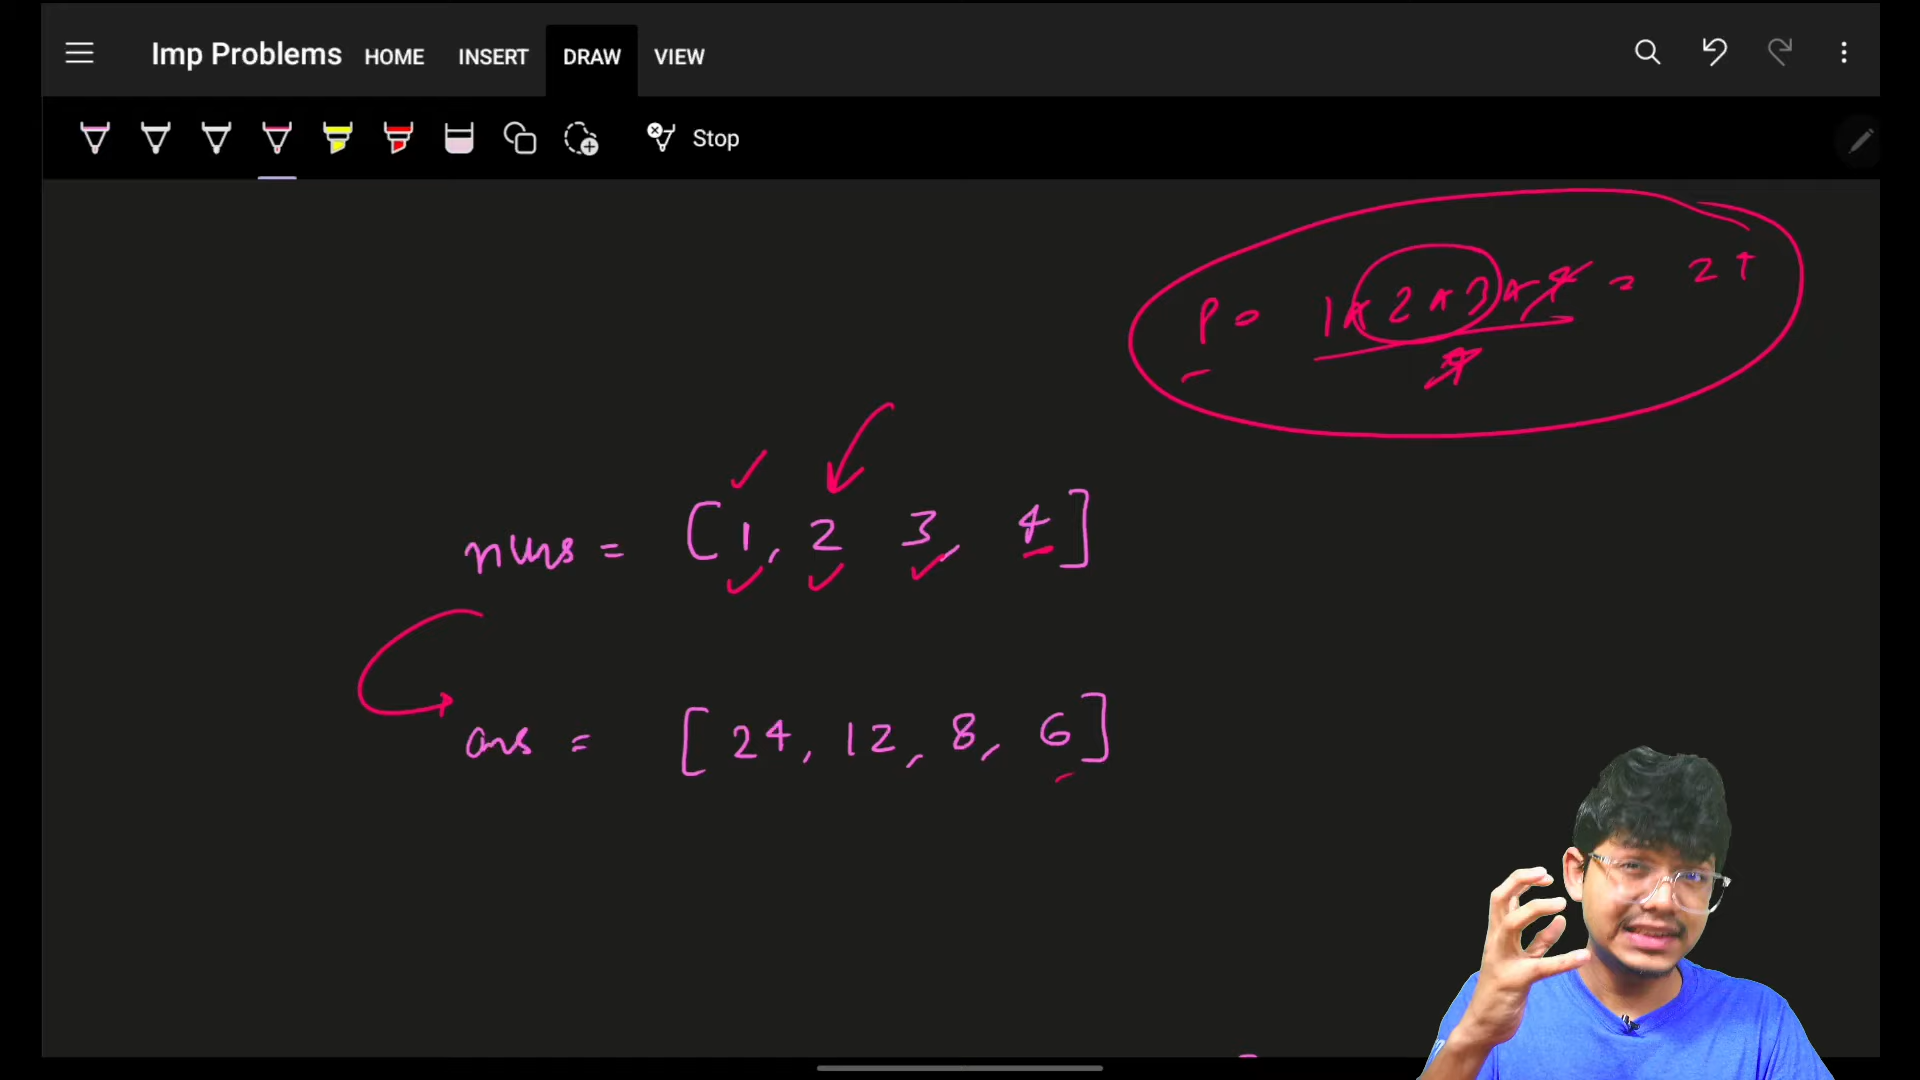 Imp Problems HOME INSERT DRAW VIEW
Stop
P = 1 × 2 × 3 × 4 = 24
4
nums = [1, 2 3, 4]
ans = [24, 12, 8, 6]